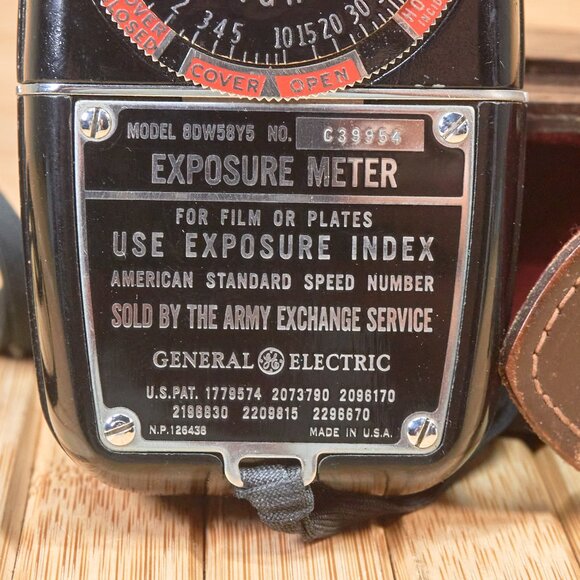 COVER CLOSED
2 3 4 5 10 15 20 30
COVER OPEN
MODEL 8DW58Y5 NO. C39954
EXPOSURE METER
FOR FILM OR PLATES
USE EXPOSURE INDEX
AMERICAN STANDARD SPEED NUMBER
SOLD BY THE ARMY EXCHANGE SERVICE
GENERAL GE ELECTRIC
U.S.PAT. 1779574 2073790 2096170
2196830 2209815 2296670
N.P.126438 MADE IN U.S.A.